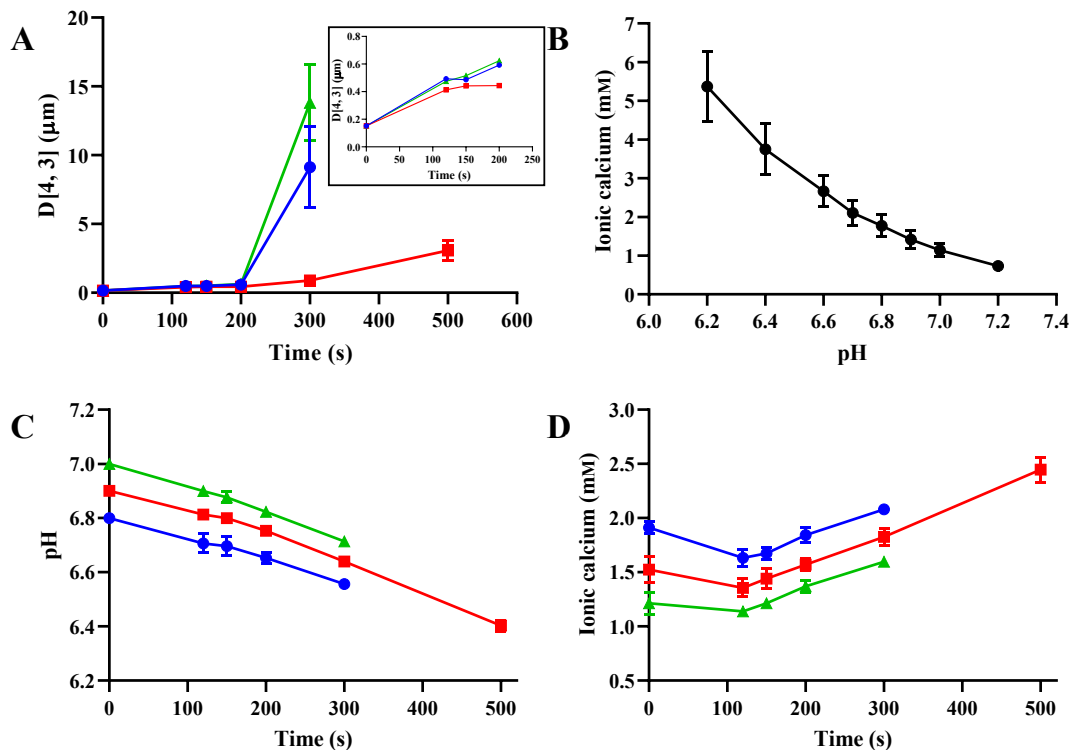 A
D[4, 3] (μm)
20
15
10
5
0
0 100 200 300 400 500 600
Time (s)
D[4, 3] (μm)
0.8
0.6
0.4
0.2
0.0
0 50 100 150 200 250
Time (s)
B
Ionic calcium (mM)
7
6
5
4
3
2
1
0
6.0 6.2 6.4 6.6 6.8 7.0 7.2 7.4
pH
C
pH
7.2
7.0
6.8
6.6
6.4
6.2
0 100 200 300 400 500
Time (s)
D
Ionic calcium (mM)
3.0
2.5
2.0
1.5
1.0
0.5
0 100 200 300 400 500
Time (s)